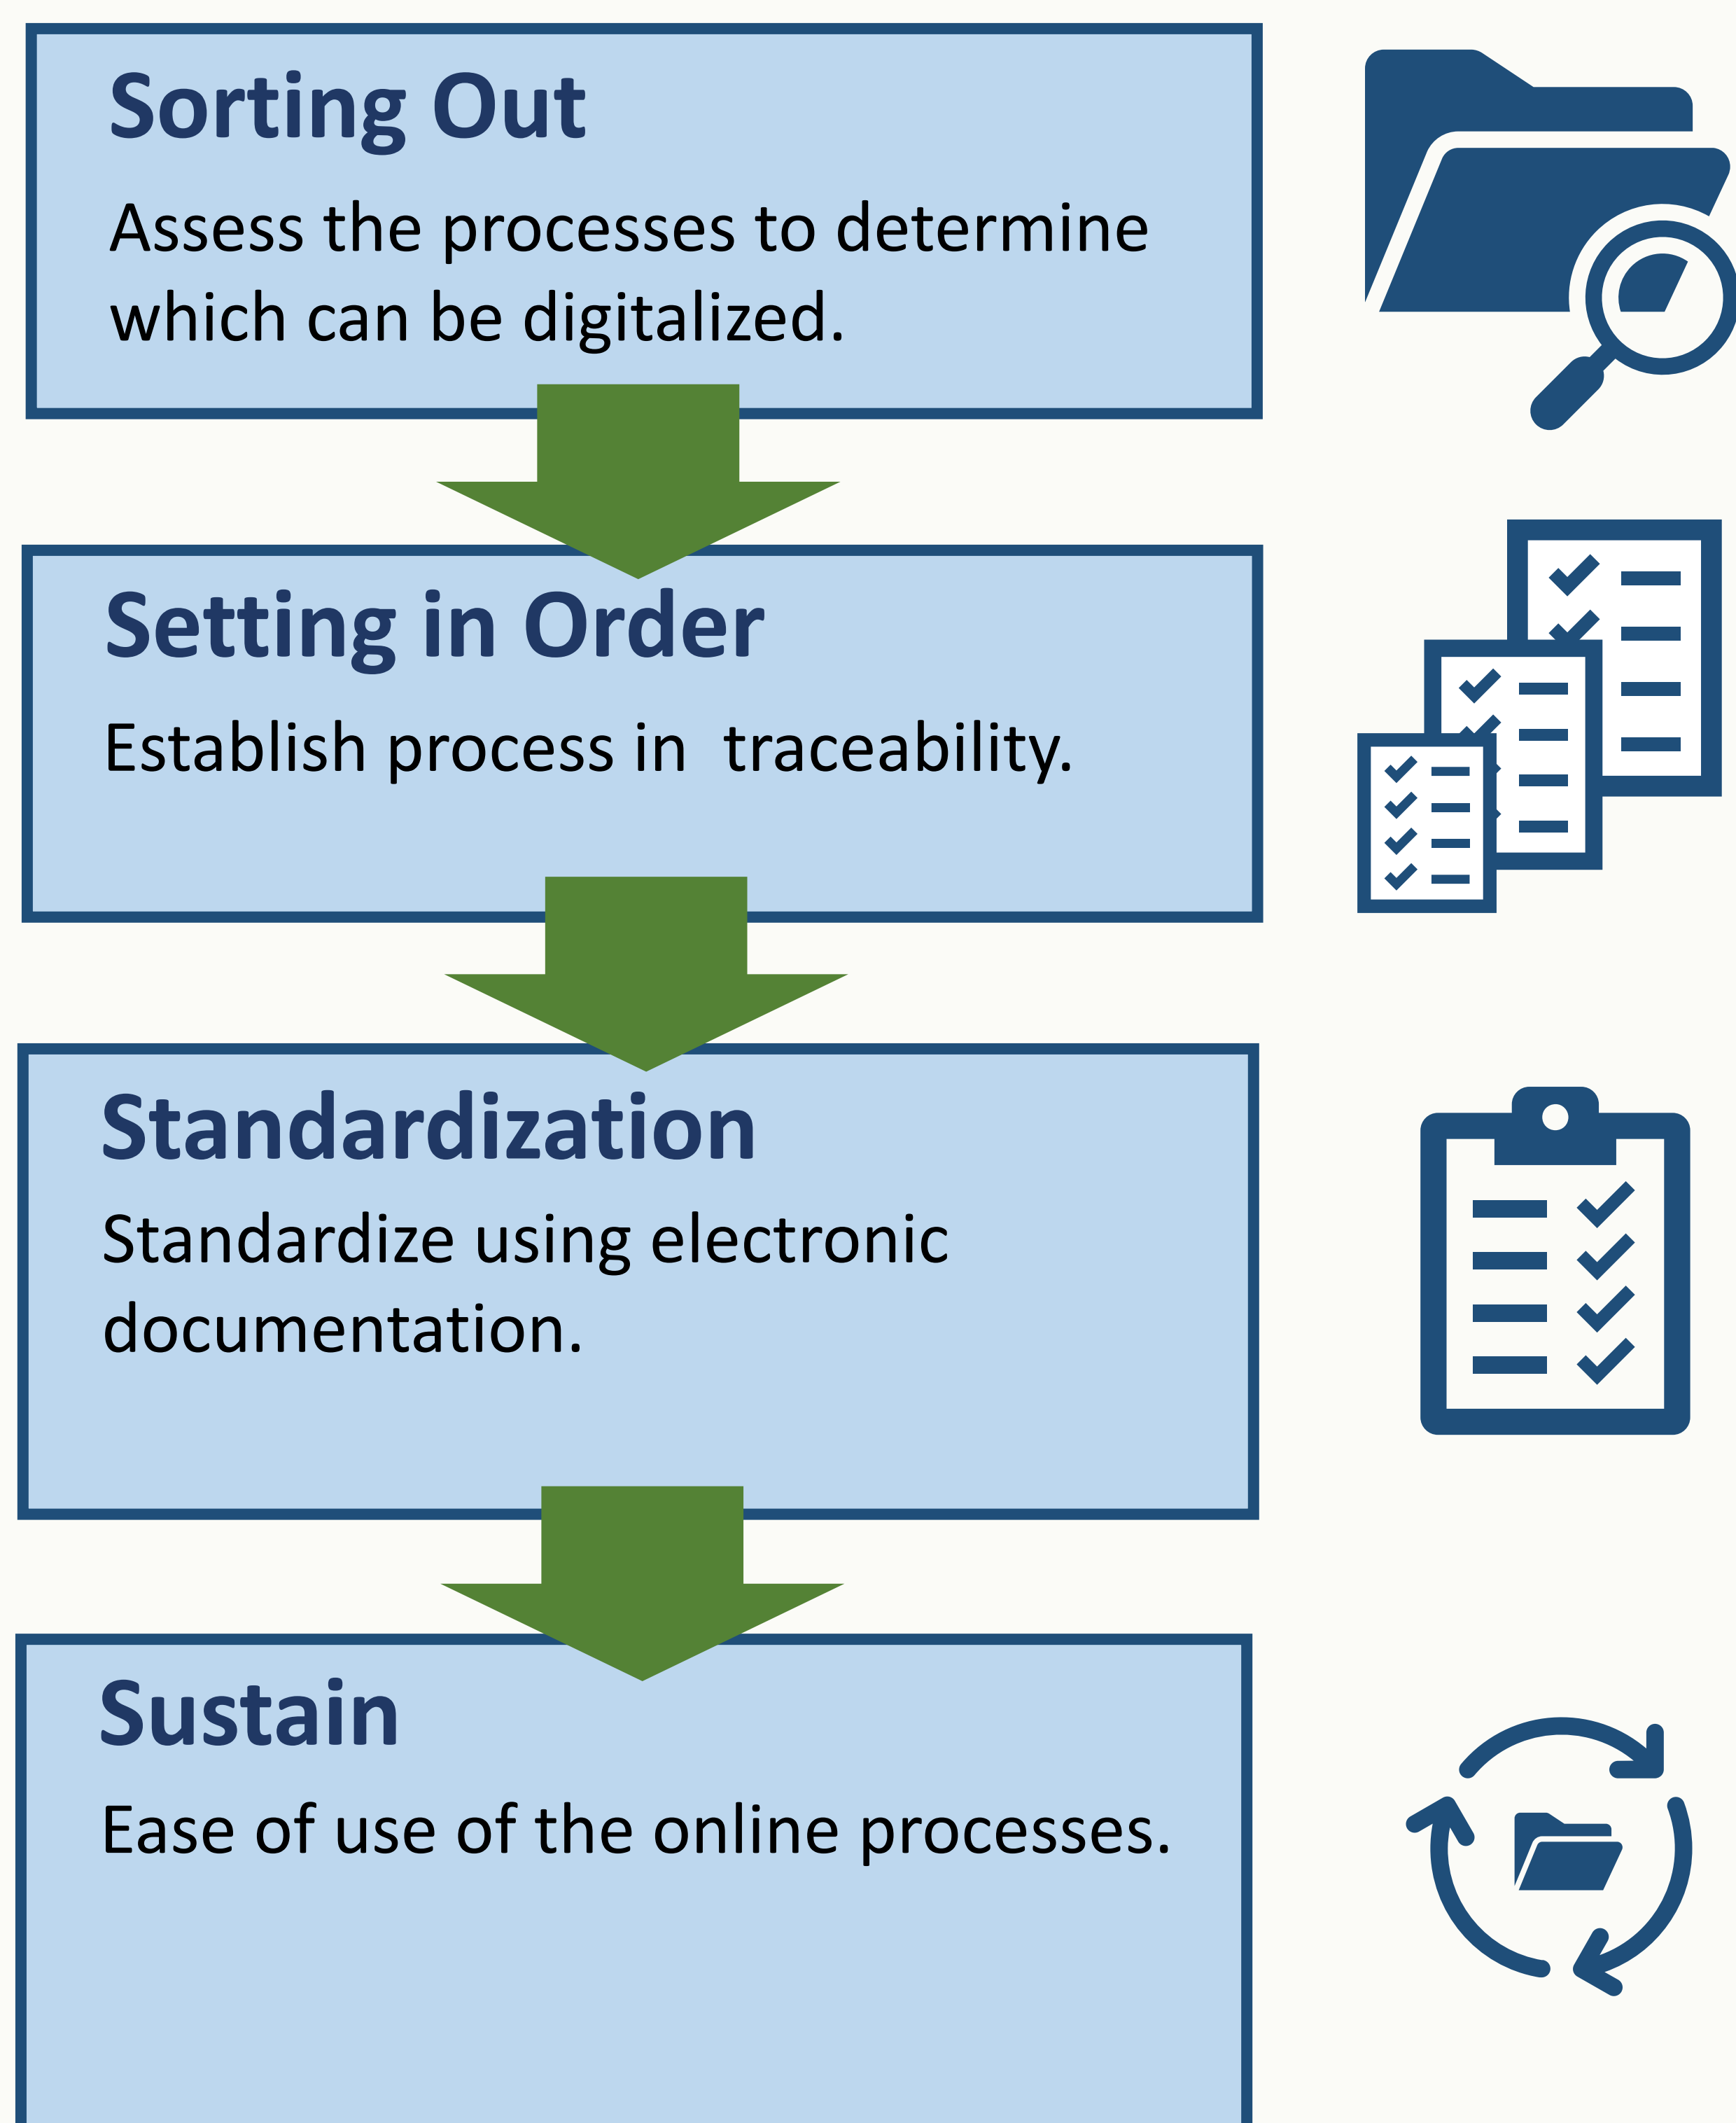 Sorting Out
Assess the processes to determine
which can be digitalized.
Setting in Order
Establish process in  traceability.
Standardization
Standardize using electronic
documentation.
Sustain
Ease of use of the online processes.